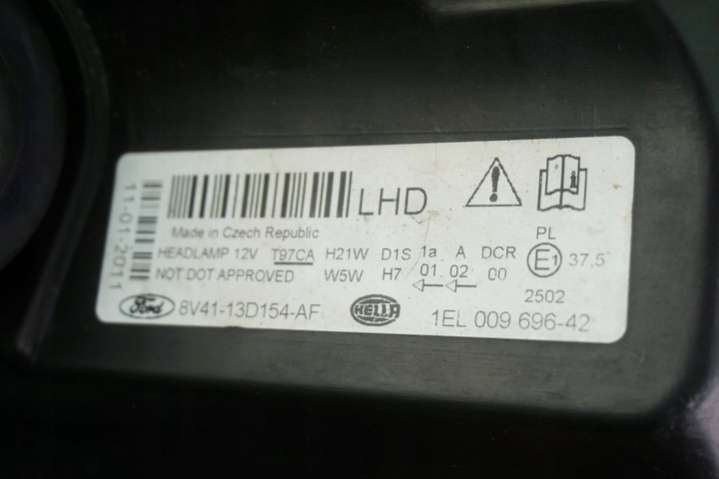 11-01-2011
LHD
Made in Czech Republic
HEADLAMP 12V T97CA H21W D1S 1a A DCR PL
NOT DOT APPROVED W5W H7 01 02 00 E1 37,5
2502
Ford 8V41-13D154-AF HELLA 1EL 009 696-42